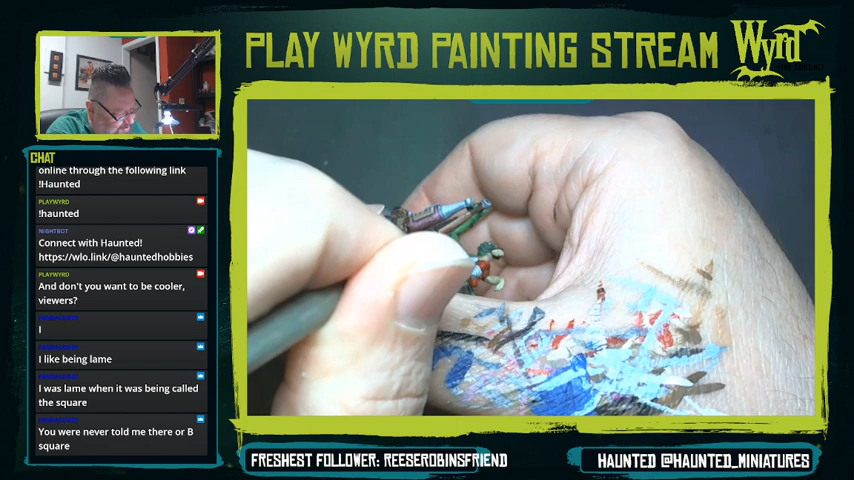 PLAY WYRD PAINTING STREAM
Wyrd
CHAT
online through the following link
!Haunted
PLAYWYRD
!haunted
NIGHTBOT
Connect with Haunted!
https://wlo.link/@hauntedhobbies
PLAYWYRD
And don't you want to be cooler,
viewers?
I
I like being lame
I was lame when it was being called
the square
You were never told me there or B
square
FRESHEST FOLLOWER: REESEROBINSFRIEND
HAUNTED @HAUNTED_MINIATURES